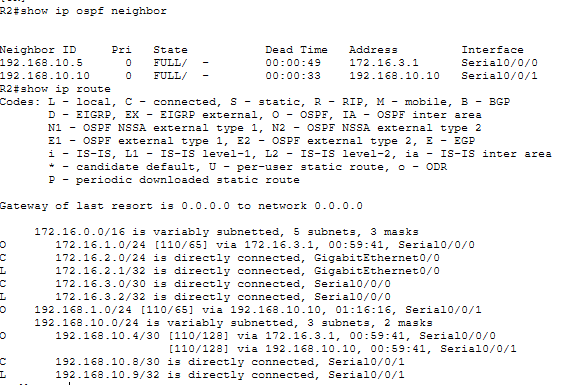 R2#show ip ospf neighbor
Neighbor ID     Pri   State           Dead Time   Address         Interface
192.168.10.5      0   FULL/  -        00:00:49    172.16.3.1      Serial0/0/0
192.168.10.10     0   FULL/  -        00:00:33    192.168.10.10   Serial0/0/1
R2#show ip route
Codes: L - local, C - connected, S - static, R - RIP, M - mobile, B - BGP
       D - EIGRP, EX - EIGRP external, O - OSPF, IA - OSPF inter area
       N1 - OSPF NSSA external type 1, N2 - OSPF NSSA external type 2
       E1 - OSPF external type 1, E2 - OSPF external type 2, E - EGP
       i - IS-IS, L1 - IS-IS level-1, L2 - IS-IS level-2, ia - IS-IS inter area
       * - candidate default, U - per-user static route, o - ODR
       P - periodic downloaded static route
Gateway of last resort is 0.0.0.0 to network 0.0.0.0
     172.16.0.0/16 is variably subnetted, 5 subnets, 3 masks
O       172.16.1.0/24 [110/65] via 172.16.3.1, 00:59:41, Serial0/0/0
C       172.16.2.0/24 is directly connected, GigabitEthernet0/0
L       172.16.2.1/32 is directly connected, GigabitEthernet0/0
C       172.16.3.0/30 is directly connected, Serial0/0/0
L       172.16.3.2/32 is directly connected, Serial0/0/0
O    192.168.1.0/24 [110/65] via 192.168.10.10, 01:16:16, Serial0/0/1
     192.168.10.0/24 is variably subnetted, 3 subnets, 2 masks
O       192.168.10.4/30 [110/128] via 172.16.3.1, 00:59:41, Serial0/0/0
                        [110/128] via 192.168.10.10, 00:59:41, Serial0/0/1
C       192.168.10.8/30 is directly connected, Serial0/0/1
L       192.168.10.9/32 is directly connected, Serial0/0/1